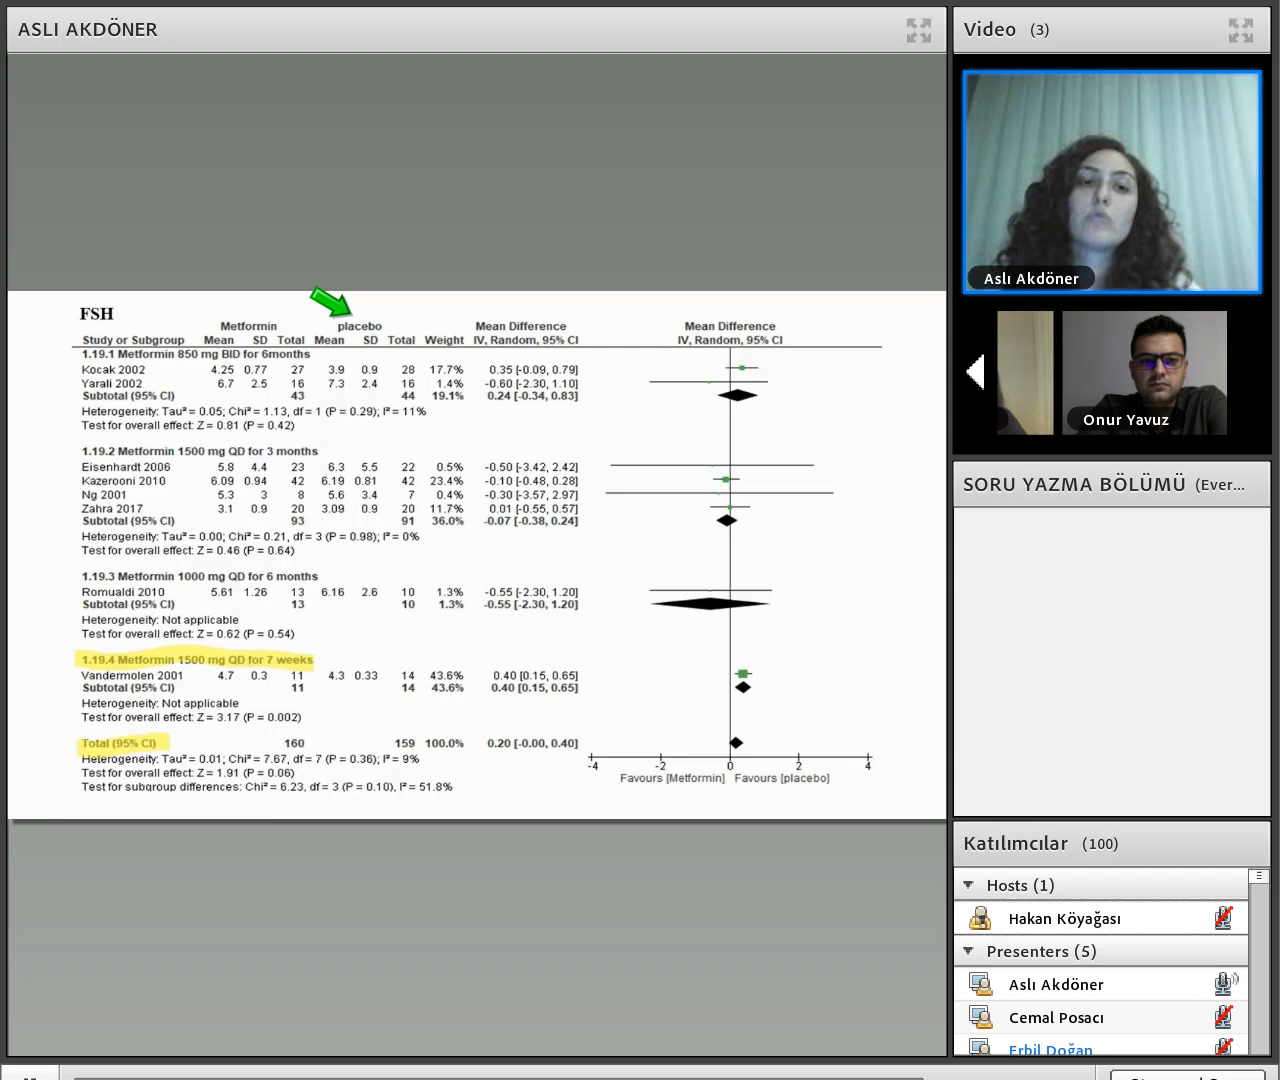 ASLI AKDÖNER
FSH
Metformin placebo Mean Difference Mean Difference
Study or Subgroup Mean SD Total Mean SD Total Weight IV, Random, 95% CI IV, Random, 95% CI
1.19.1 Metformin 850 mg BID for 6months
Kocak 2002 4.25 0.77 27 3.9 0.9 28 17.7% 0.35 [-0.09, 0.79]
Yarali 2002 6.7 2.5 16 7.3 2.4 16 1.4% -0.60 [-2.30, 1.10]
Subtotal (95% CI) 43 44 19.1% 0.24 [-0.34, 0.83]
Heterogeneity: Tau² = 0.05; Chi² = 1.13, df = 1 (P = 0.29); I² = 11%
Test for overall effect: Z = 0.81 (P = 0.42)
1.19.2 Metformin 1500 mg QD for 3 months
Eisenhardt 2006 5.8 4.4 23 6.3 5.5 22 0.5% -0.50 [-3.42, 2.42]
Kazerooni 2010 6.09 0.94 42 6.19 0.81 42 23.4% -0.10 [-0.48, 0.28]
Ng 2001 5.3 3 8 5.6 3.4 7 0.4% -0.30 [-3.57, 2.97]
Zahra 2017 3.1 0.9 20 3.09 0.9 20 11.7% 0.01 [-0.55, 0.57]
Subtotal (95% CI) 93 91 36.0% -0.07 [-0.38, 0.24]
Heterogeneity: Tau² = 0.00; Chi² = 0.21, df = 3 (P = 0.98); I² = 0%
Test for overall effect: Z = 0.46 (P = 0.64)
1.19.3 Metformin 1000 mg QD for 6 months
Romualdi 2010 5.61 1.26 13 6.16 2.6 10 1.3% -0.55 [-2.30, 1.20]
Subtotal (95% CI) 13 10 1.3% -0.55 [-2.30, 1.20]
Heterogeneity: Not applicable
Test for overall effect: Z = 0.62 (P = 0.54)
1.19.4 Metformin 1500 mg QD for 7 weeks
Vandermolen 2001 4.7 0.3 11 4.3 0.33 14 43.6% 0.40 [0.15, 0.65]
Subtotal (95% CI) 11 14 43.6% 0.40 [0.15, 0.65]
Heterogeneity: Not applicable
Test for overall effect: Z = 3.17 (P = 0.002)
Total (95% CI) 160 159 100.0% 0.20 [-0.00, 0.40]
Heterogeneity: Tau² = 0.01; Chi² = 7.67, df = 7 (P = 0.36); I² = 9%
Test for overall effect: Z = 1.91 (P = 0.06)
Test for subgroup differences: Chi² = 6.23, df = 3 (P = 0.10), I² = 51.8%
-4 -2 0 2 4
Favours [Metformin] Favours [placebo]
Video (3)
Aslı Akdöner
Onur Yavuz
SORU YAZMA BÖLÜMÜ (Ever...
Katılımcılar (100)
Hosts (1)
Hakan Köyağası
Presenters (5)
Aslı Akdöner
Cemal Posacı
Erbil Doğan